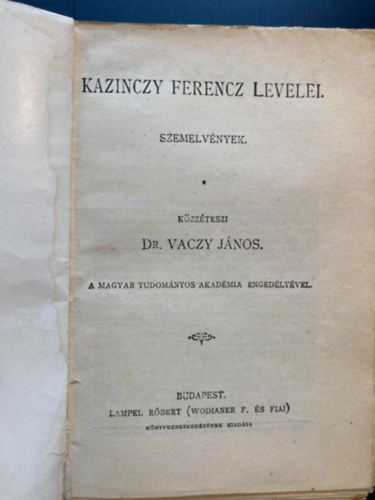 KAZINCZY FERENCZ LEVELEI.
SZEMELVÉNYEK.
*
KÖZZÉTESZI
DR. VACZY JÁNOS.
A MAGYAR TUDOMÁNYOS AKADÉMIA ENGEDÉLYÉVEL.
BUDAPEST.
LAMPEL RÓBERT (WODIANER F. ÉS FIAI)
KÖNYVKERESKEDÉSÉNEK KIADÁSA